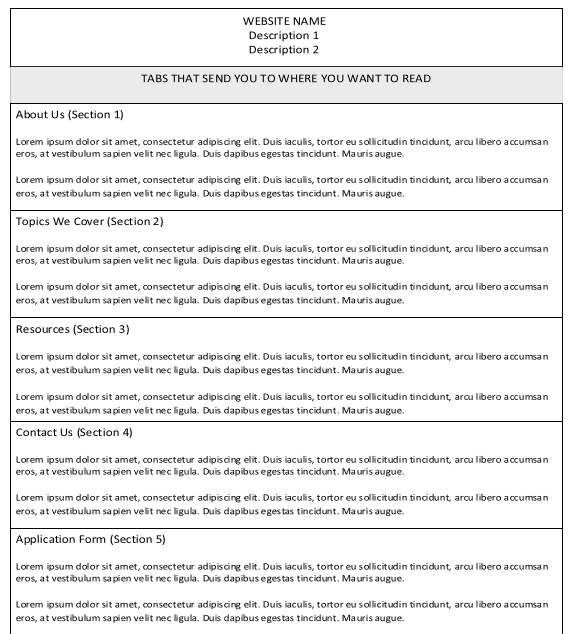 WEBSITE NAME
Description 1
Description 2
TABS THAT SEND YOU TO WHERE YOU WANT TO READ
About Us (Section 1)
Lorem ipsum dolor sit amet, consectetur adipiscing elit. Duis iaculis, tortor eu sollicitudin tincidunt, arcu libero accumsan
eros, at vestibulum sapien velit nec ligula. Duis dapibus egestas tincidunt. Mauris augue.
Lorem ipsum dolor sit amet, consectetur adipiscing elit. Duis iaculis, tortor eu sollicitudin tincidunt, arcu libero accumsan
eros, at vestibulum sapien velit nec ligula. Duis dapibus egestas tincidunt. Mauris augue.
Topics We Cover (Section 2)
Lorem ipsum dolor sit amet, consectetur adipiscing elit. Duis iaculis, tortor eu sollicitudin tincidunt, arcu libero accumsan
eros, at vestibulum sapien velit nec ligula. Duis dapibus egestas tincidunt. Mauris augue.
Lorem ipsum dolor sit amet, consectetur adipiscing elit. Duis iaculis, tortor eu sollicitudin tincidunt, arcu libero accumsan
eros, at vestibulum sapien velit nec ligula. Duis dapibus egestas tincidunt. Mauris augue.
Resources (Section 3)
Lorem ipsum dolor sit amet, consectetur adipiscing elit. Duis iaculis, tortor eu sollicitudin tincidunt, arcu libero accumsan
eros, at vestibulum sapien velit nec ligula. Duis dapibus egestas tincidunt. Mauris augue.
Lorem ipsum dolor sit amet, consectetur adipiscing elit. Duis iaculis, tortor eu sollicitudin tincidunt, arcu libero accumsan
eros, at vestibulum sapien velit nec ligula. Duis dapibus egestas tincidunt. Mauris augue.
Contact Us (Section 4)
Lorem ipsum dolor sit amet, consectetur adipiscing elit. Duis iaculis, tortor eu sollicitudin tincidunt, arcu libero accumsan
eros, at vestibulum sapien velit nec ligula. Duis dapibus egestas tincidunt. Mauris augue.
Lorem ipsum dolor sit amet, consectetur adipiscing elit. Duis iaculis, tortor eu sollicitudin tincidunt, arcu libero accumsan
eros, at vestibulum sapien velit nec ligula. Duis dapibus egestas tincidunt. Mauris augue.
Application Form (Section 5)
Lorem ipsum dolor sit amet, consectetur adipiscing elit. Duis iaculis, tortor eu sollicitudin tincidunt, arcu libero accumsan
eros, at vestibulum sapien velit nec ligula. Duis dapibus egestas tincidunt. Mauris augue.
Lorem ipsum dolor sit amet, consectetur adipiscing elit. Duis iaculis, tortor eu sollicitudin tincidunt, arcu libero accumsan
eros, at vestibulum sapien velit nec ligula. Duis dapibus egestas tincidunt. Mauris augue.